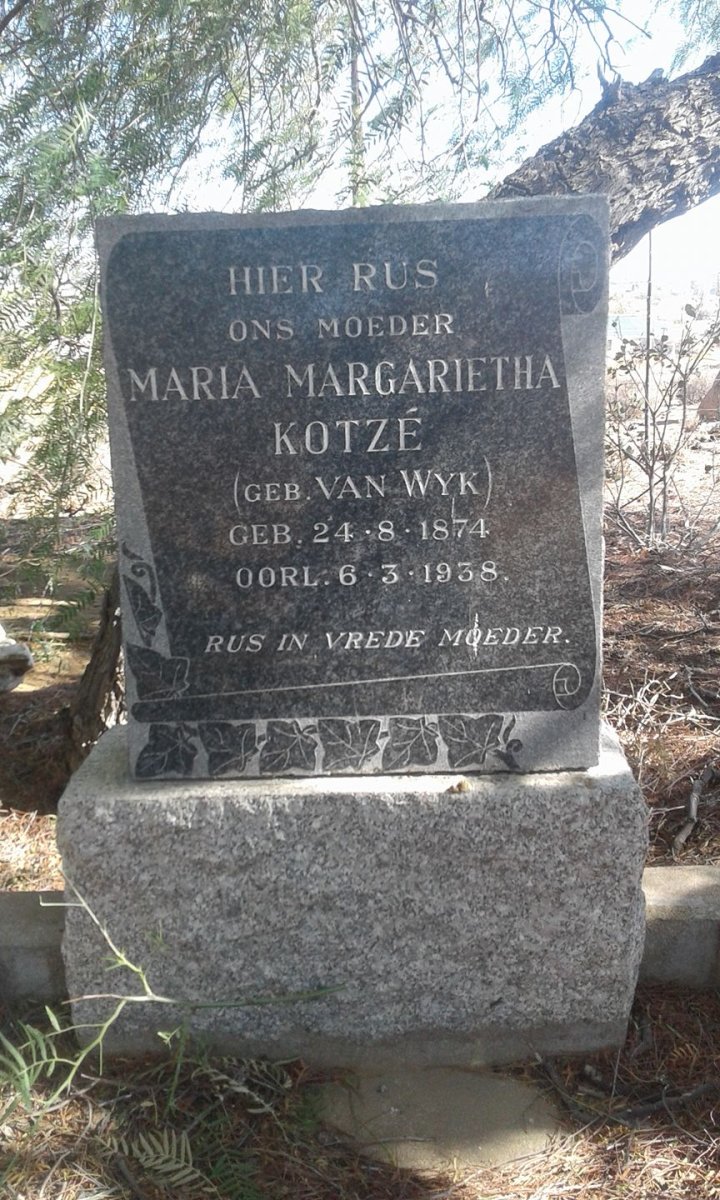 HIER RUS
ONS MOEDER
MARIA MARGARIETHA
KOTZÉ
(GEB. VAN WYK)
GEB. 24·8·1874
OORL. 6·3·1938.
RUS IN VREDE MOEDER.